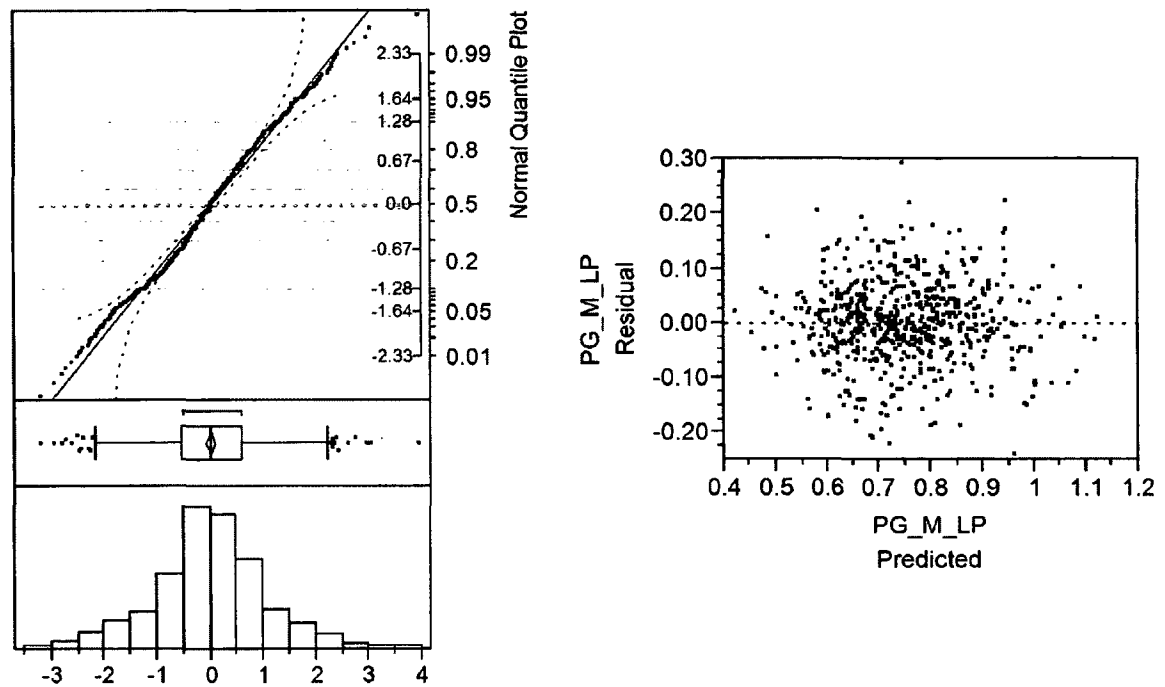 2.33 0.99
1.64 0.95
1.28
0.8
0.67
0.0 0.5
-0.67
0.2
-1.28
-1.64 0.05
-2.33 0.01
Normal Quantile Plot
-3 -2 -1 0 1 2 3 4
0.30
0.20
0.10
0.00
-0.10
-0.20
PG_M_LP
Residual
0.4 0.5 0.6 0.7 0.8 0.9 1 1.1 1.2
PG_M_LP
Predicted